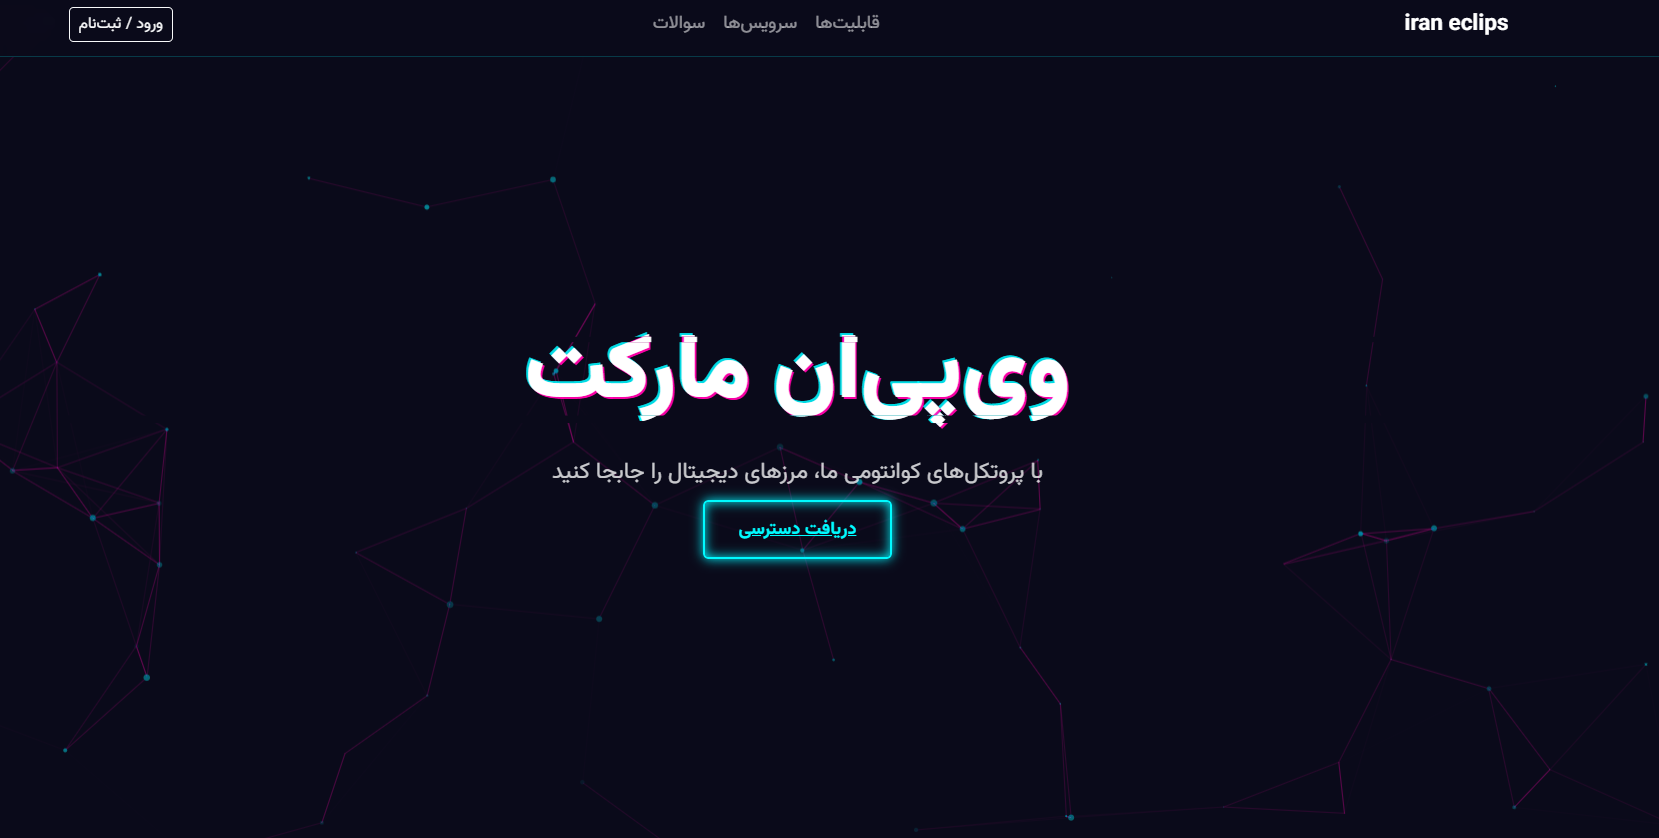 iran eclips
قابلیت‌ها
سرویس‌ها
سوالات
ورود / ثبت‌نام
وی‌پی‌ان مارکت
با پروتکل‌های کوانتومی ما، مرزهای دیجیتال را جابجا کنید
دریافت دسترسی